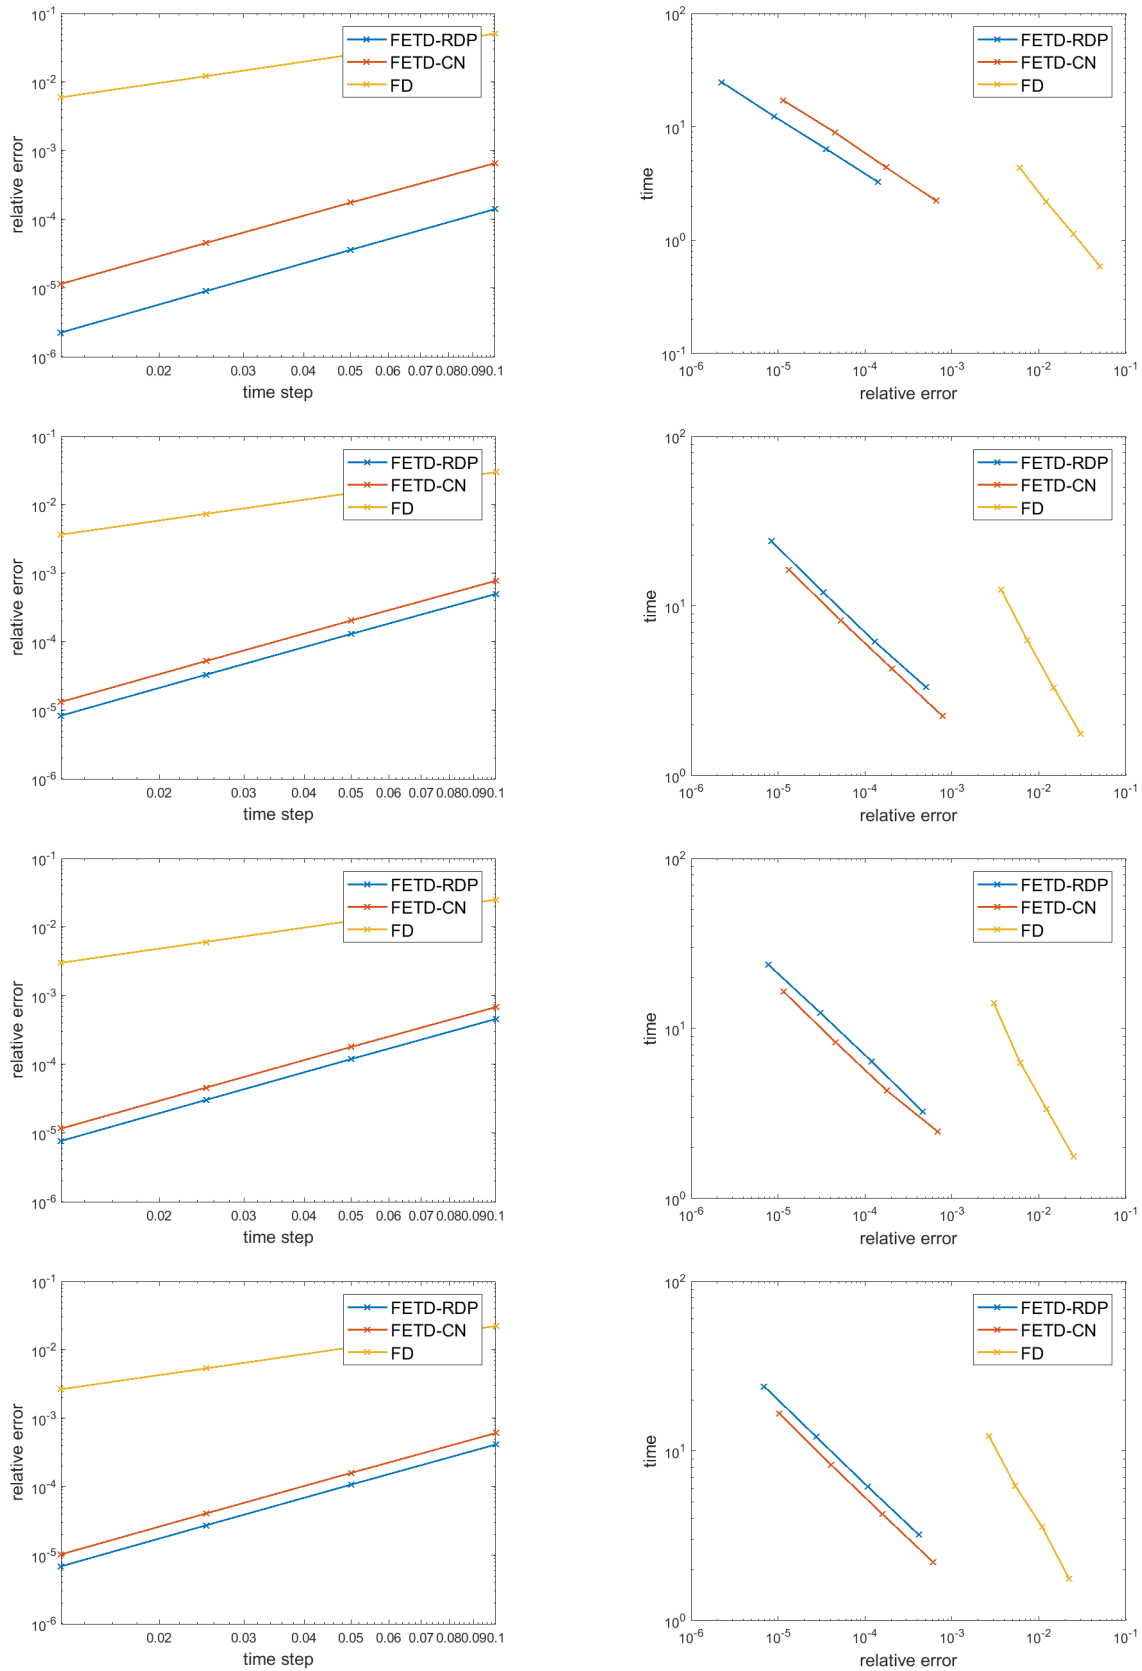 10^-1
10^-2
10^-3
10^-4
10^-5
10^-6
relative error
0.02 0.03 0.04 0.05 0.06 0.07 0.08 0.09 0.1
time step
FETD-RDP
FETD-CN
FD
10^2
10^1
10^0
10^-1
time
10^-6 10^-5 10^-4 10^-3 10^-2 10^-1
relative error
FETD-RDP
FETD-CN
FD
10^-1
10^-2
10^-3
10^-4
10^-5
10^-6
relative error
0.02 0.03 0.04 0.05 0.06 0.07 0.08 0.09 0.1
time step
FETD-RDP
FETD-CN
FD
10^2
10^1
10^0
time
10^-6 10^-5 10^-4 10^-3 10^-2 10^-1
relative error
FETD-RDP
FETD-CN
FD
10^-1
10^-2
10^-3
10^-4
10^-5
10^-6
relative error
0.02 0.03 0.04 0.05 0.06 0.07 0.08 0.09 0.1
time step
FETD-RDP
FETD-CN
FD
10^2
10^1
10^0
time
10^-6 10^-5 10^-4 10^-3 10^-2 10^-1
relative error
FETD-RDP
FETD-CN
FD
10^-1
10^-2
10^-3
10^-4
10^-5
10^-6
relative error
0.02 0.03 0.04 0.05 0.06 0.07 0.08 0.09 0.1
time step
FETD-RDP
FETD-CN
FD
10^2
10^1
10^0
time
10^-6 10^-5 10^-4 10^-3 10^-2 10^-1
relative error
FETD-RDP
FETD-CN
FD